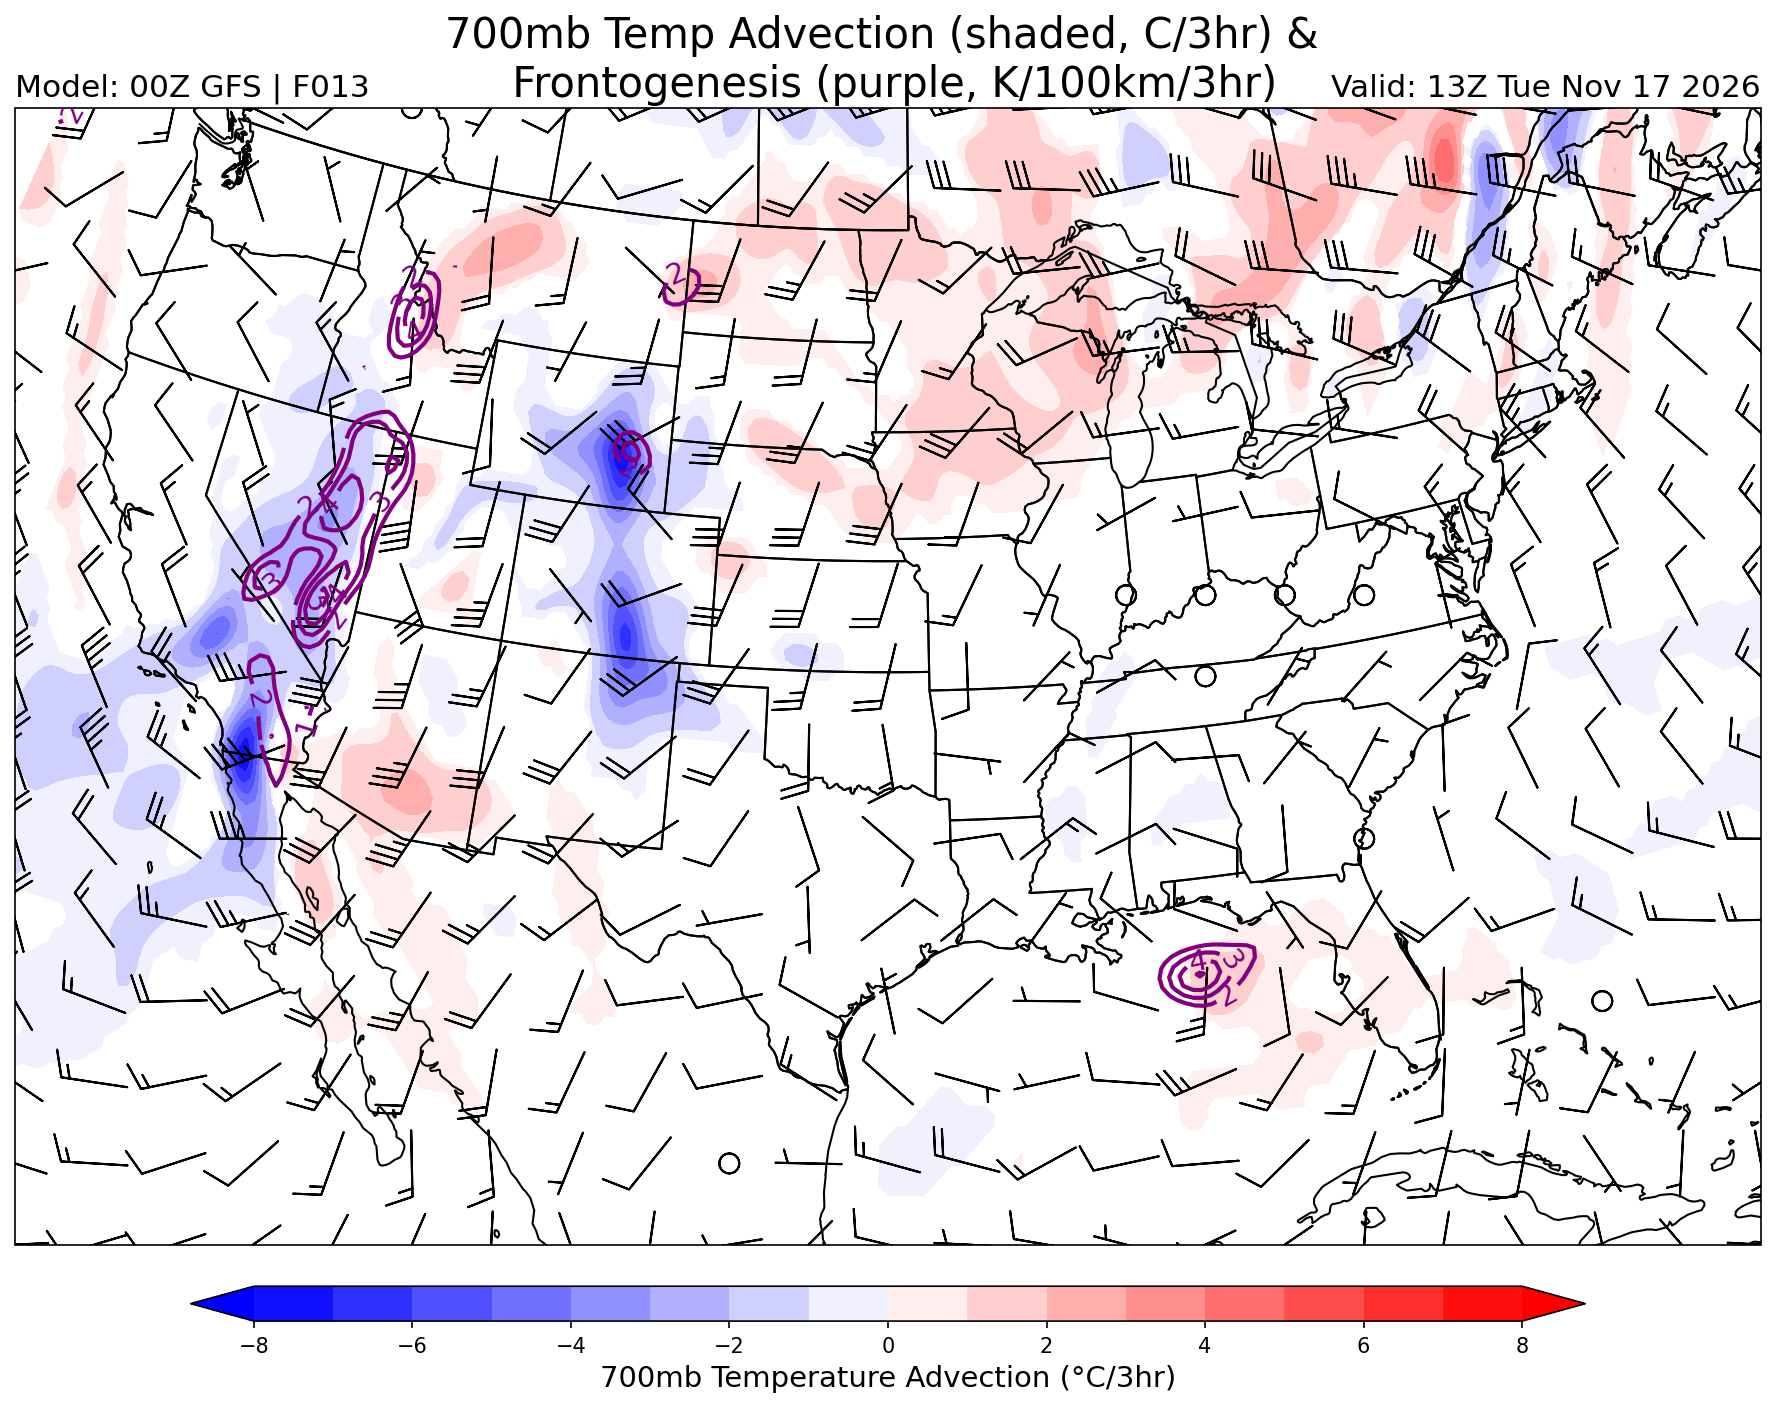 700mb Temp Advection (shaded, C/3hr) &
Frontogenesis (purple, K/100km/3hr)
Model: 00Z GFS | F013
Valid: 13Z Tue Nov 17 2026
−8 −6 −4 −2 0 2 4 6 8
700mb Temperature Advection (°C/3hr)